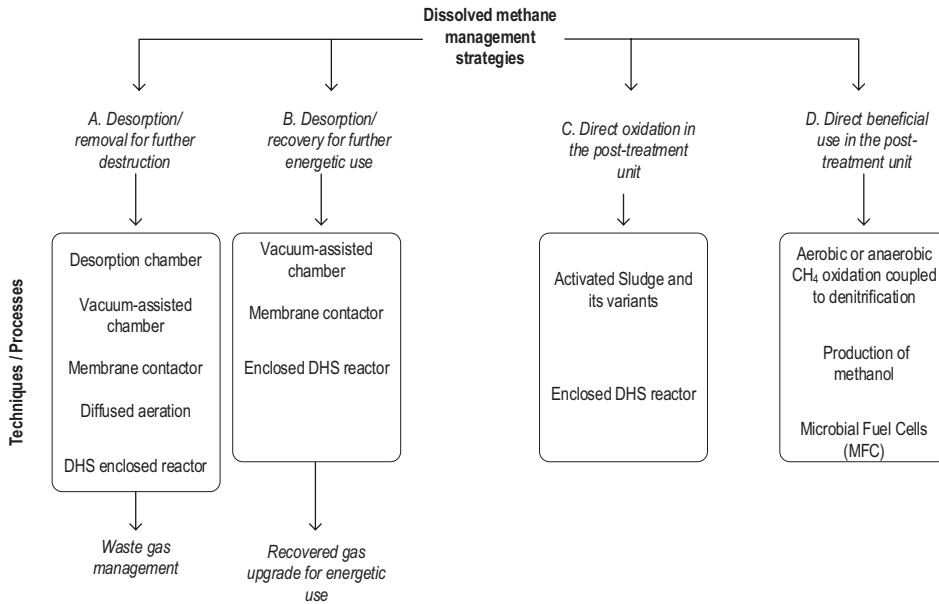 Dissolved methane
management
strategies
A. Desorption/
removal for further
destruction
B. Desorption/
recovery for further
energetic use
C. Direct oxidation in
the post-treatment
unit
D. Direct beneficial
use in the post-
treatment unit
Techniques / Processes
Desorption chamber
Vacuum-assisted
chamber
Membrane contactor
Diffused aeration
DHS enclosed reactor
Vacuum-assisted
chamber
Membrane contactor
Enclosed DHS reactor
Activated Sludge and
its variants
Enclosed DHS reactor
Aerobic or anaerobic
CH₄ oxidation coupled
to denitrification
Production of
methanol
Microbial Fuel Cells
(MFC)
Waste gas
management
Recovered gas
upgrade for energetic
use